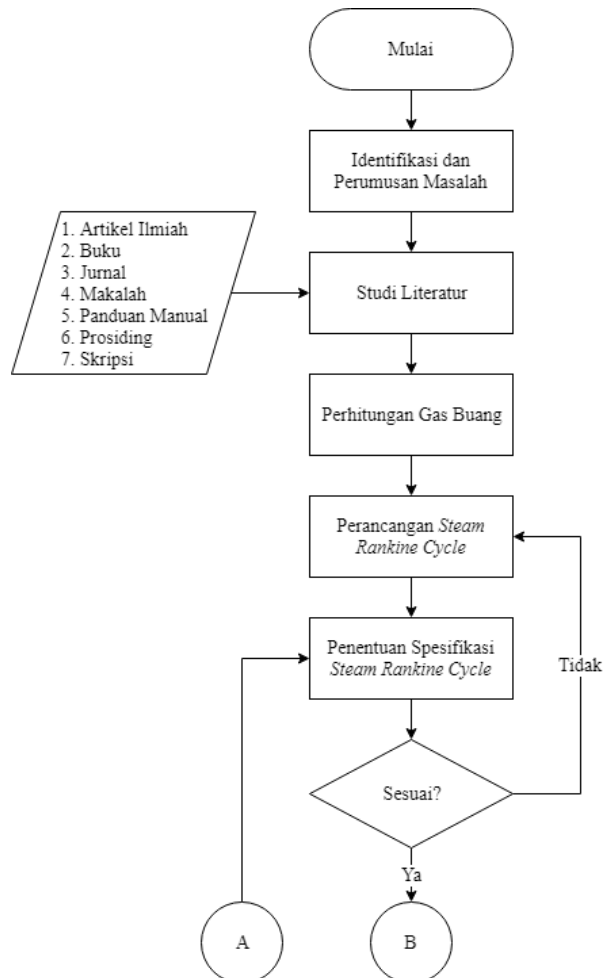 Mulai
Identifikasi dan
Perumusan Masalah
1. Artikel Ilmiah
2. Buku
3. Jurnal
4. Makalah
5. Panduan Manual
6. Prosiding
7. Skripsi
Studi Literatur
Perhitungan Gas Buang
Perancangan Steam
Rankine Cycle
Penentuan Spesifikasi
Steam Rankine Cycle
Tidak
Sesuai?
Ya
A
B